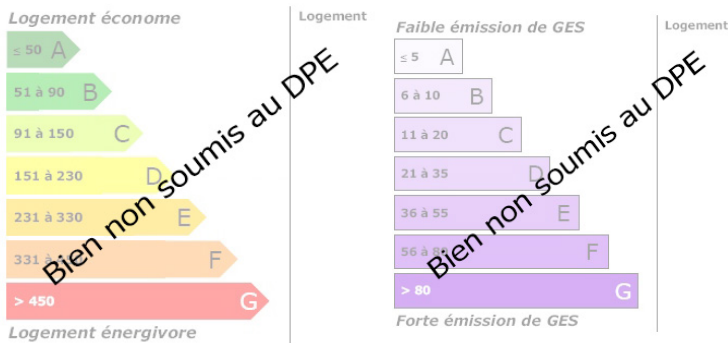 Logement économe
Logement
≤ 50 A
51 à 90 B
91 à 150 C
151 à 230 D
231 à 330 E
331 à F
> 450 G
Logement énergivore
Bien non soumis au DPE
Faible émission de GES
Logement
≤ 5 A
6 à 10 B
11 à 20 C
21 à 35 D
36 à 55 E
56 à 80 F
> 80 G
Forte émission de GES
Bien non soumis au DPE